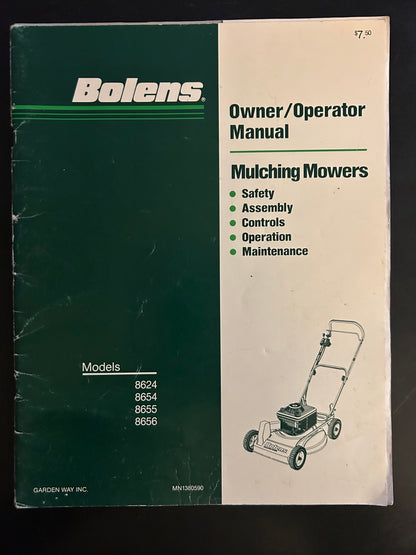 $7.50
Bolens®
Owner/Operator
Manual
Mulching Mowers
• Safety
• Assembly
• Controls
• Operation
• Maintenance
Models
8624
8654
8655
8656
Bolens
GARDEN WAY INC.
MN1360590